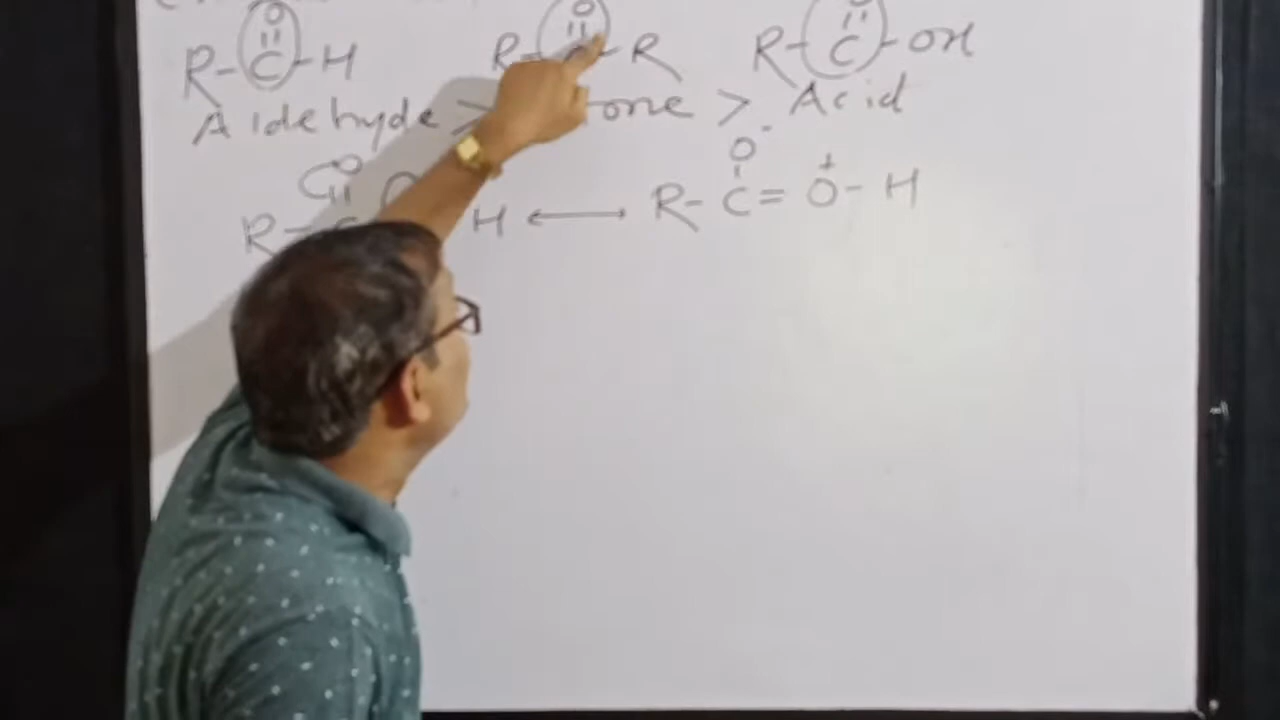 O O O
R-C-H R- -R R-C-OH
Aldehyde > one > Acid
O O-
R- H ⟷ R-C=O+-H